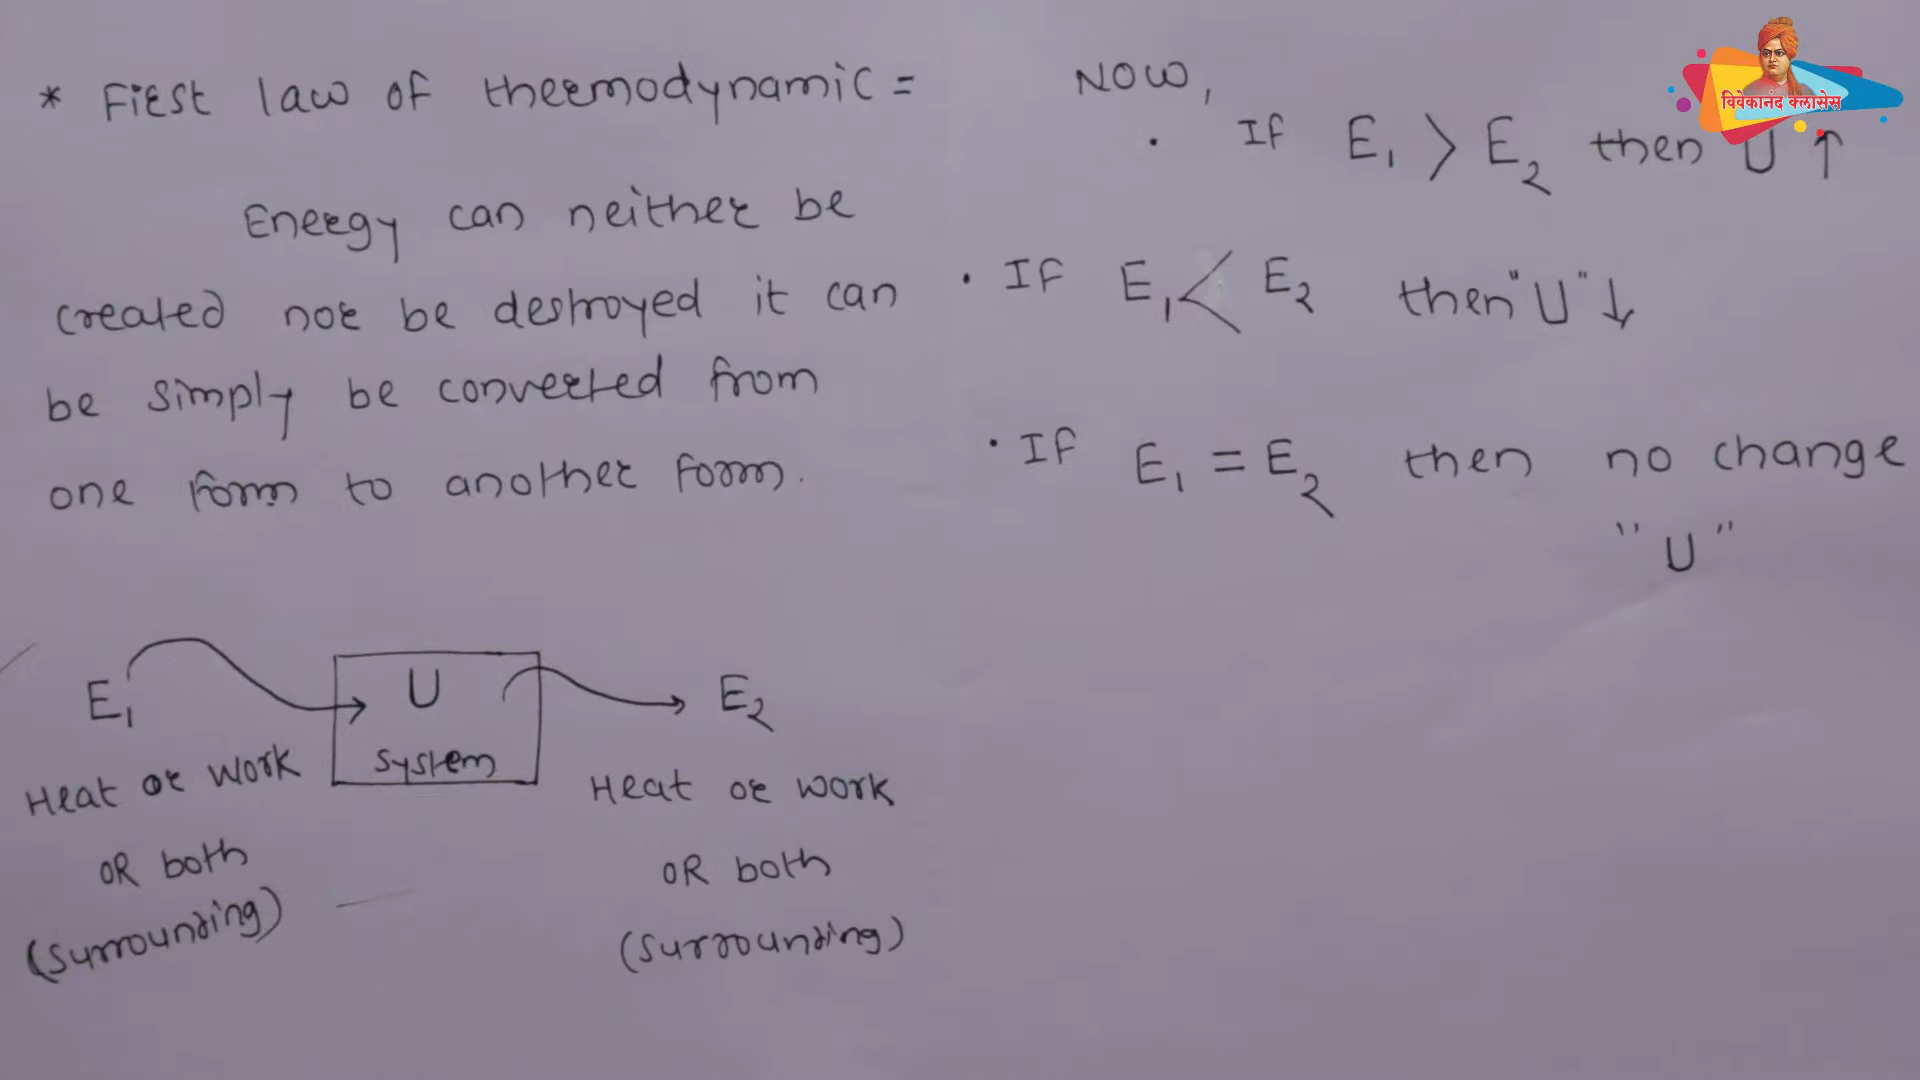 * First law of thermodynamic =
Energy can neither be
created nor be destroyed it can
be simply be converted from
one form to another form.
E₁
U
system
E₂
Heat or work
OR both
(surrounding)
Heat or work
OR both
(surrounding)
Now,
· If E₁ > E₂ then U ↑
· If E₁ < E₂ then "U" ↓
· If E₁ = E₂ then no change
"U"
विवेकानंद क्लासेस